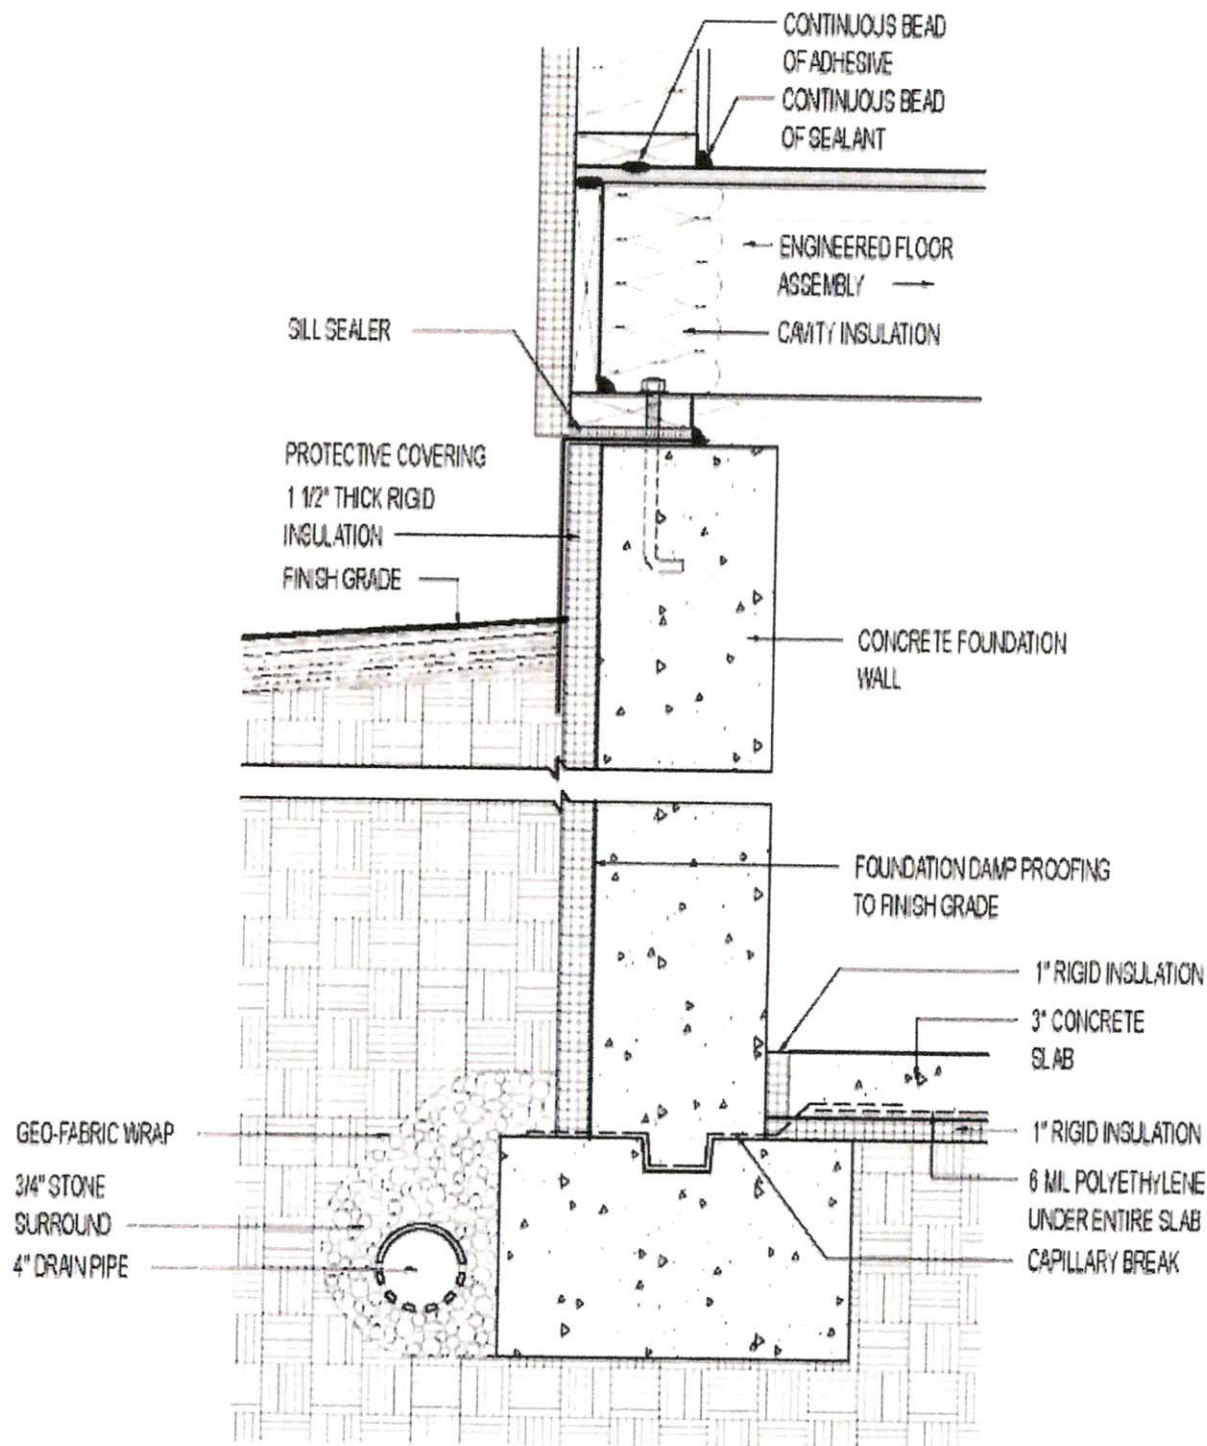 CONTINUOUS BEAD
OF ADHESIVE
CONTINUOUS BEAD
OF SEALANT
ENGINEERED FLOOR
ASSEMBLY
CAVITY INSULATION
SILL SEALER
PROTECTIVE COVERING
1 1/2" THICK RIGID
INSULATION
FINISH GRADE
CONCRETE FOUNDATION
WALL
FOUNDATION DAMP PROOFING
TO FINISH GRADE
1" RIGID INSULATION
3" CONCRETE
SLAB
GEO-FABRIC WRAP
3/4" STONE
SURROUND
4" DRAIN PIPE
1" RIGID INSULATION
6 MIL POLYETHYLENE
UNDER ENTIRE SLAB
CAPILLARY BREAK